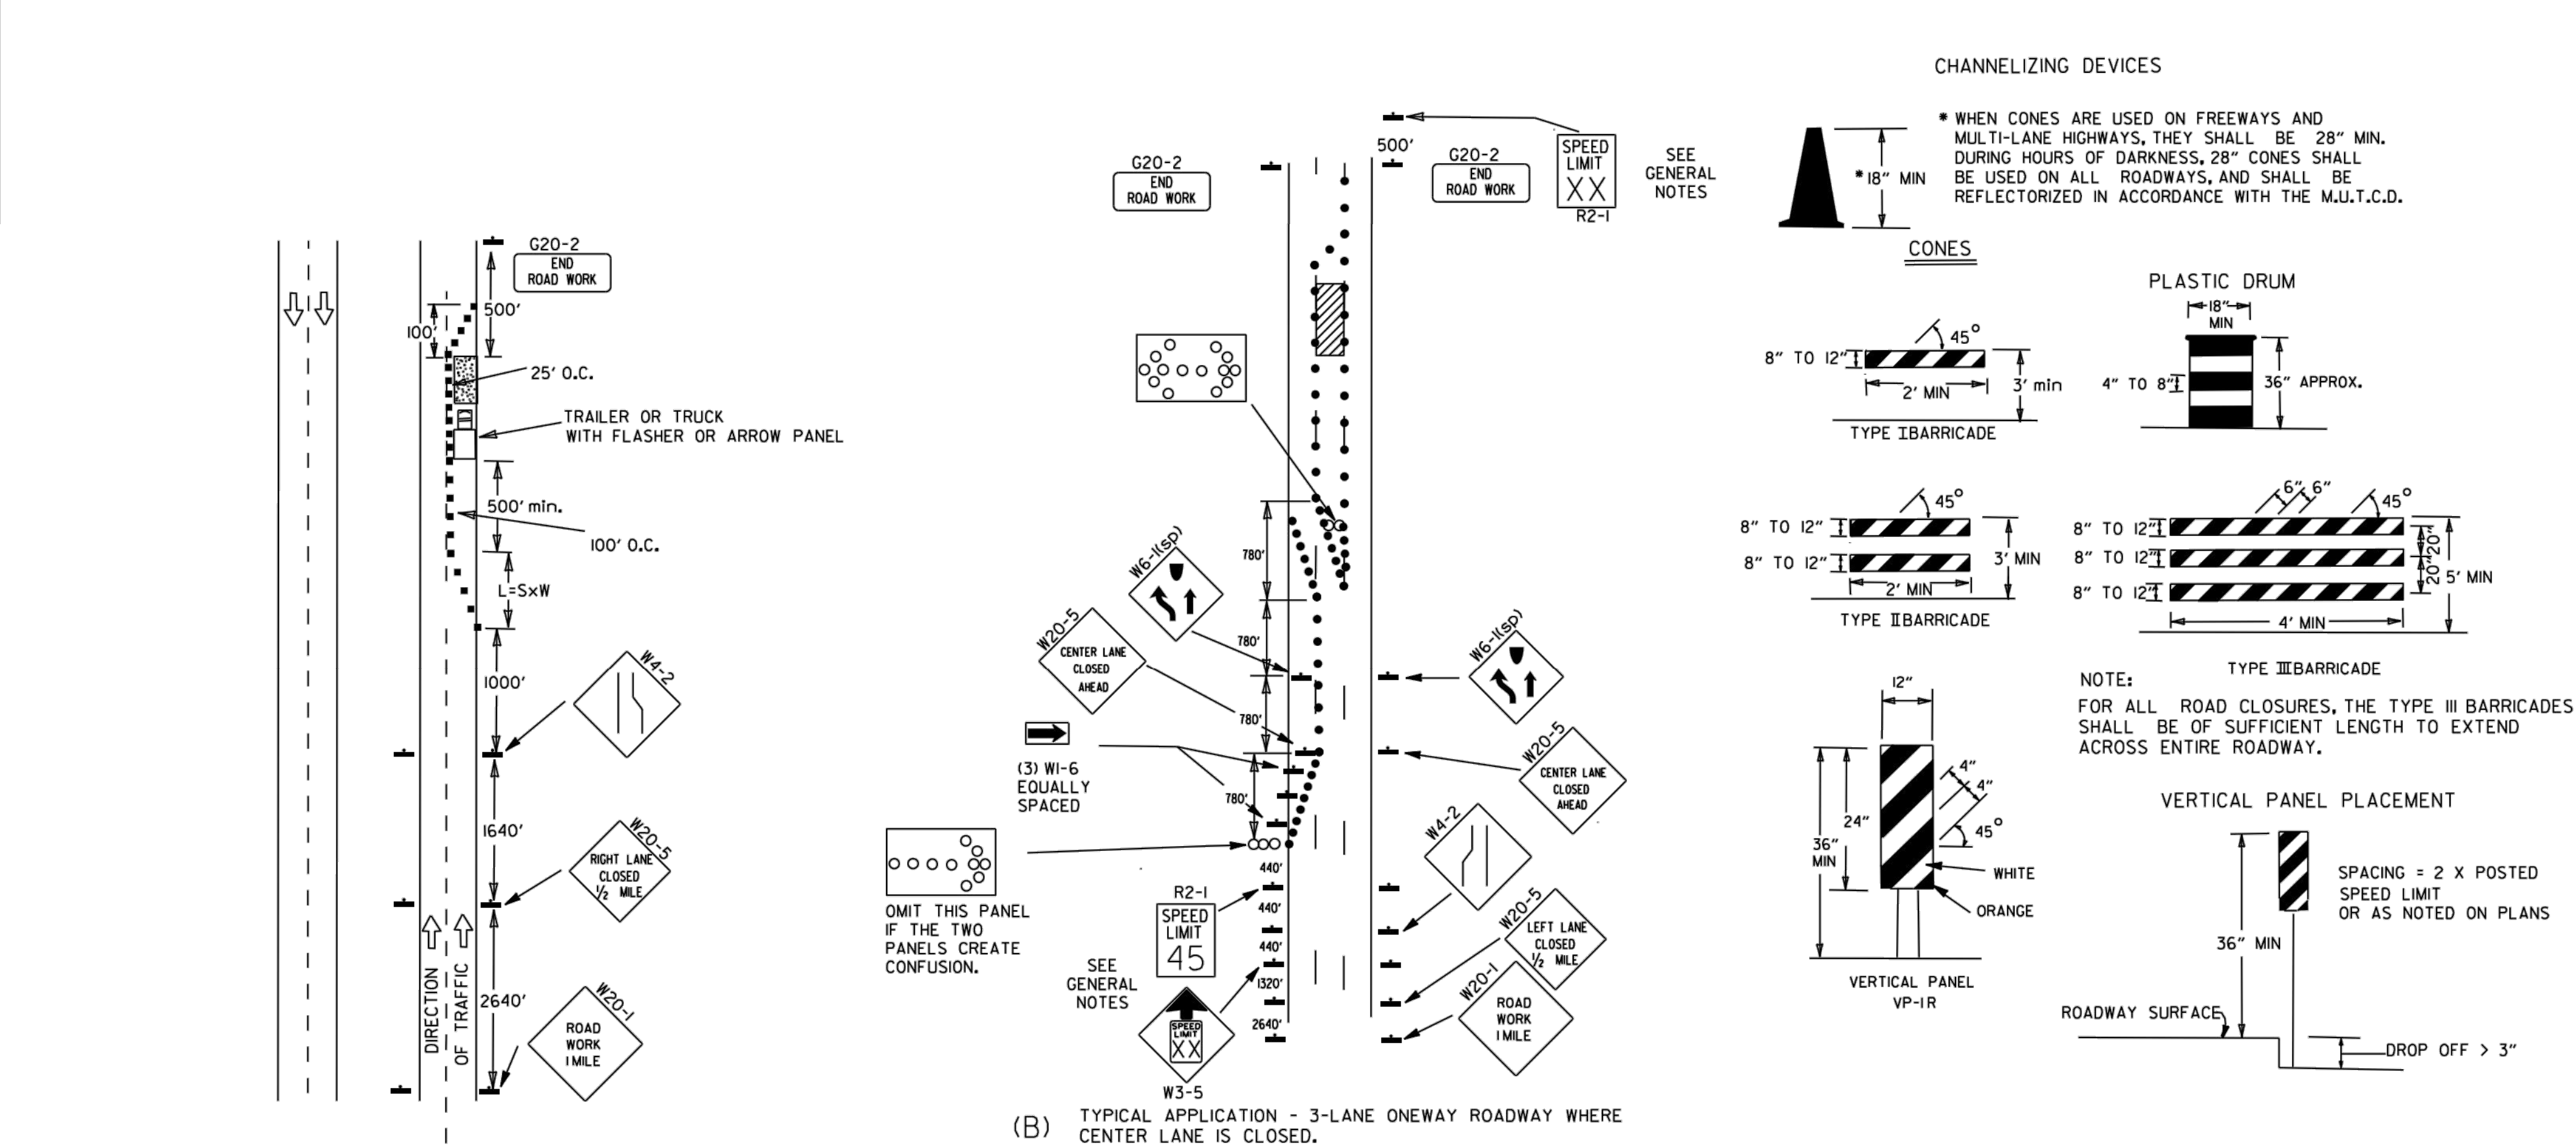 G20-2
END
ROAD WORK
500'
100'
25' O.C.
TRAILER OR TRUCK
WITH FLASHER OR ARROW PANEL
500' min.
100' O.C.
L=SxW
1000'
W4-2
1640'
W20-5
RIGHT LANE
CLOSED
1/2 MILE
2640'
DIRECTION
OF TRAFFIC
W20-1
ROAD
WORK
1 MILE
G20-2
END
ROAD WORK
500'
G20-2
END
ROAD WORK
SPEED
LIMIT
XX
R2-1
SEE
GENERAL
NOTES
780'
W6-1(sp)
780'
W20-5
CENTER LANE
CLOSED
AHEAD
780'
(3) W1-6
EQUALLY
SPACED
780'
W6-1(sp)
W20-5
CENTER LANE
CLOSED
AHEAD
OMIT THIS PANEL
IF THE TWO
PANELS CREATE
CONFUSION.
440'
R2-1
SPEED
LIMIT
45
440'
W4-2
440'
SEE
GENERAL
NOTES
1320'
W20-5
LEFT LANE
CLOSED
1/2 MILE
2640'
SPEED
LIMIT
XX
W3-5
W20-1
ROAD
WORK
1 MILE
(B) TYPICAL APPLICATION - 3-LANE ONEWAY ROADWAY WHERE
CENTER LANE IS CLOSED.
CHANNELIZING DEVICES
* WHEN CONES ARE USED ON FREEWAYS AND
MULTI-LANE HIGHWAYS, THEY SHALL BE 28" MIN.
DURING HOURS OF DARKNESS, 28" CONES SHALL
BE USED ON ALL ROADWAYS, AND SHALL BE
REFLECTORIZED IN ACCORDANCE WITH THE M.U.T.C.D.
*18" MIN
CONES
PLASTIC DRUM
18"
MIN
4" TO 8"
36" APPROX.
45°
8" TO 12"
2' MIN
3' min
TYPE I BARRICADE
45°
8" TO 12"
8" TO 12"
2' MIN
3' MIN
TYPE II BARRICADE
6" 6"
45°
8" TO 12"
8" TO 12"
8" TO 12"
20"
20"
5' MIN
4' MIN
TYPE III BARRICADE
NOTE:
FOR ALL ROAD CLOSURES, THE TYPE III BARRICADES
SHALL BE OF SUFFICIENT LENGTH TO EXTEND
ACROSS ENTIRE ROADWAY.
12"
4"
4"
45°
24"
36"
MIN
WHITE
ORANGE
VERTICAL PANEL
VP-1R
VERTICAL PANEL PLACEMENT
SPACING = 2 X POSTED
SPEED LIMIT
OR AS NOTED ON PLANS
36" MIN
ROADWAY SURFACE
DROP OFF > 3"